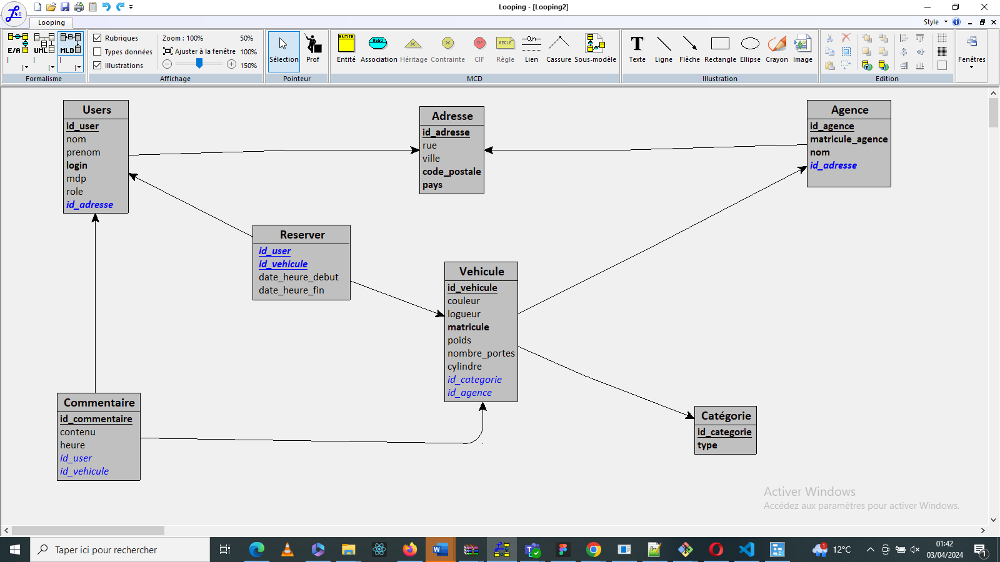 Looping - [Looping2]
4.0
Looping
Style
E/A UML MLD
Formalisme
Rubriques
Types données
Illustrations
Zoom : 100% 50%
Ajuster à la fenêtre 100%
150%
Affichage
Sélection Prof
Pointeur
ENTITE
ASSO
X
CIF
REGLE
—0,n—
Entité Association Héritage Contrainte CIF Règle Lien Cassure Sous-modèle
MCD
T
Texte Ligne Flèche Rectangle Ellipse Crayon Image
Illustration
Edition
Fenêtres
Users
id_user
nom
prenom
login
mdp
role
id_adresse
Adresse
id_adresse
rue
ville
code_postale
pays
Agence
id_agence
matricule_agence
nom
id_adresse
Reserver
id_user
id_vehicule
date_heure_debut
date_heure_fin
Vehicule
id_vehicule
couleur
logueur
matricule
poids
nombre_portes
cylindre
id_categorie
id_agence
Commentaire
id_commentaire
contenu
heure
id_user
id_vehicule
Catégorie
id_categorie
type
Activer Windows
Accédez aux paramètres pour activer Windows.
Taper ici pour rechercher
1
12°C
01:42
03/04/2024
1